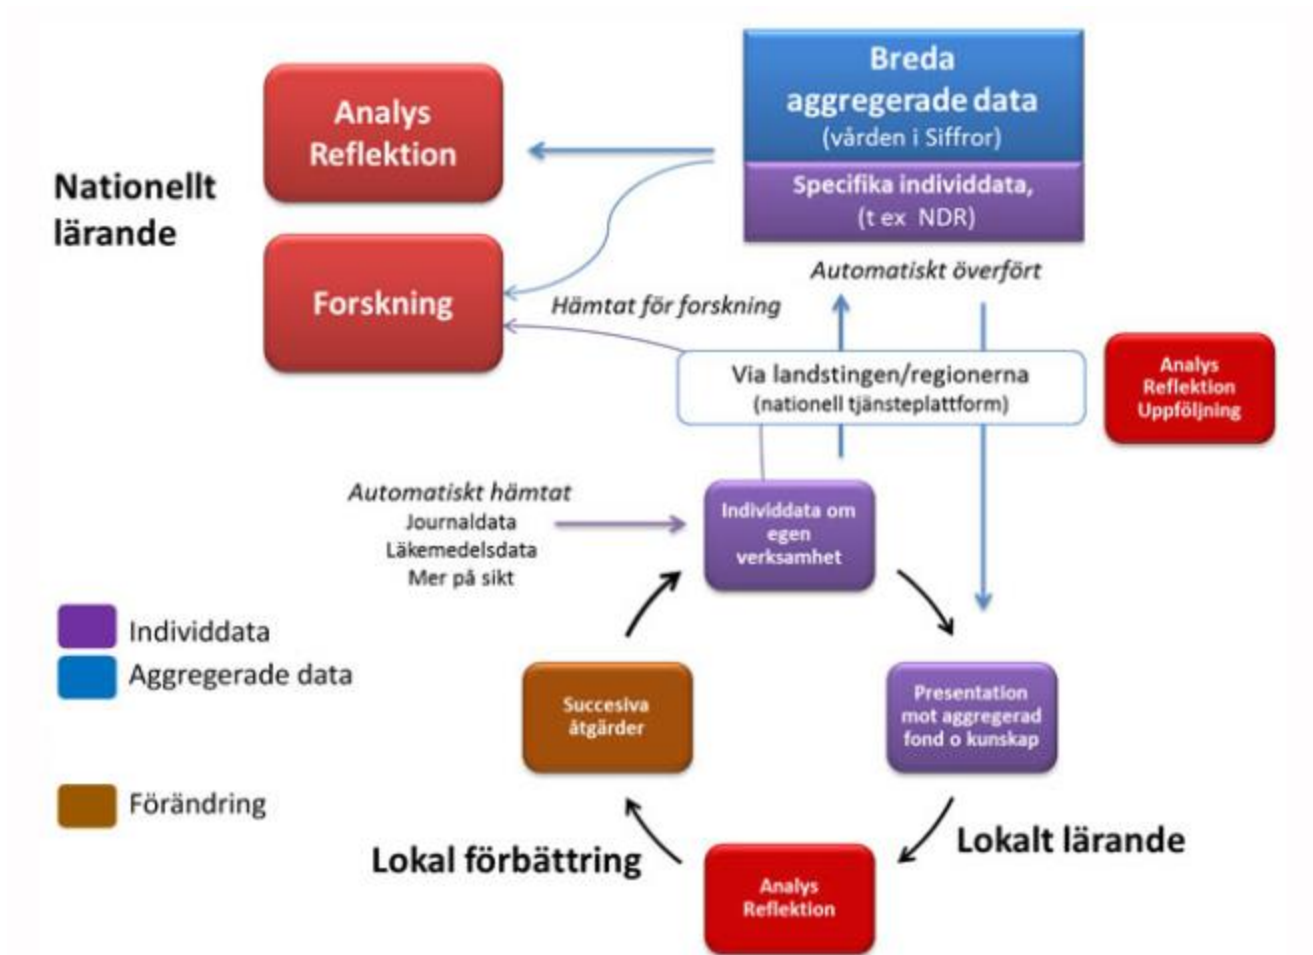 Breda
aggregerade data
(vården i Siffror)
Specifika individdata,
(t ex NDR)
Analys
Reflektion
Nationellt
lärande
Forskning
Automatiskt överfört
Hämtat för forskning
Via landstingen/regionerna
(nationell tjänsteplattform)
Analys
Reflektion
Uppföljning
Automatiskt hämtat
Journaldata
Läkemedelsdata
Mer på sikt
Individdata om
egen
verksamhet
Individdata
Aggregerade data
Förändring
Succesiva
åtgärder
Presentation
mot aggregerad
fond o kunskap
Lokal förbättring
Lokalt lärande
Analys
Reflektion